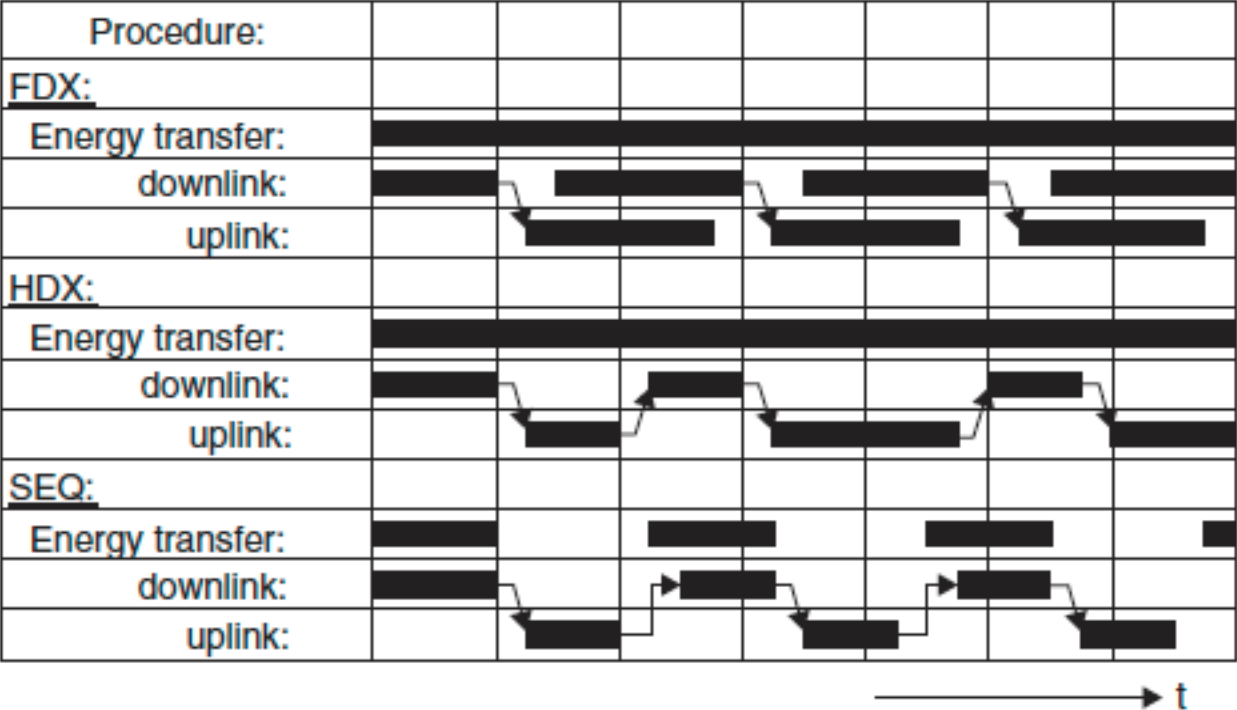 Procedure:
FDX:
Energy transfer:
downlink:
uplink:
HDX:
Energy transfer:
downlink:
uplink:
SEQ:
Energy transfer:
downlink:
uplink:
t